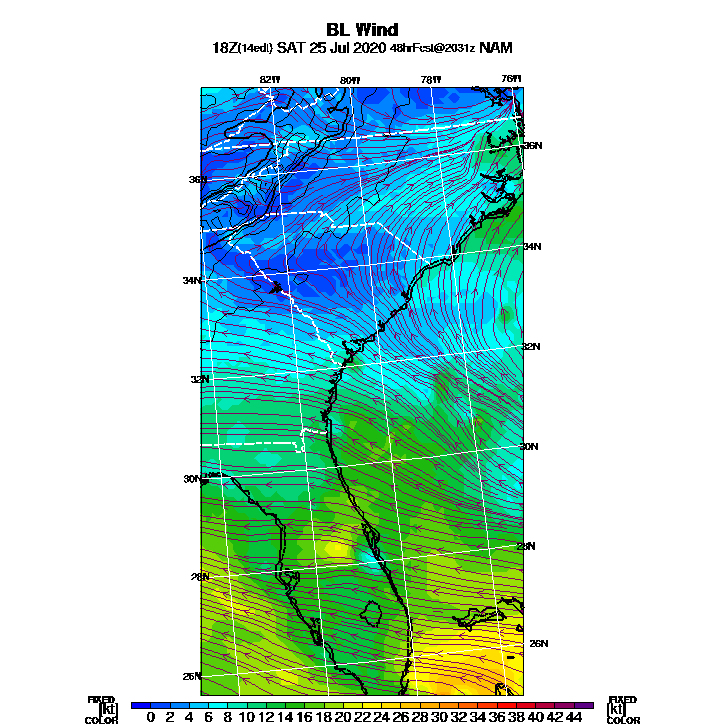 BL Wind
18Z(14edt) SAT 25 Jul 2020 48hrFcst@2031z NAM
82W 80W 78W 76W
36N
36N
34N
34N
32N
32N
30N
30N
28N
28N
26N
26N
FIXED FIXED
[kt] 0 2 4 6 8 10 12 14 16 18 20 22 24 26 28 30 32 34 36 38 40 42 44 [kt]
COLOR COLOR